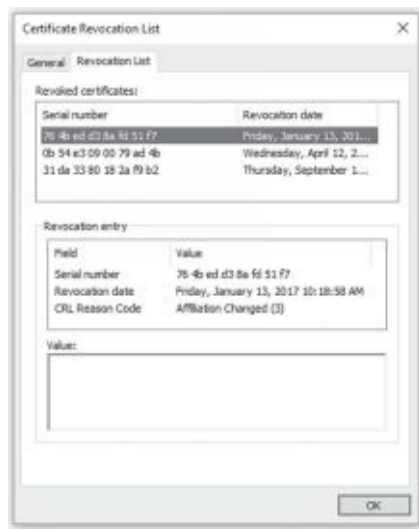 Certificate Revocation List
General Revocation List
Revoked certificates:
Serial number Revocation date
76 4b ed d3 8a fd 51 f7 Friday, January 13, 201...
0b 54 e3 09 00 79 ad 4b Wednesday, April 12, 2...
31 da 33 80 18 2a f9 b2 Thursday, September 1...
Revocation entry
Field Value
Serial number 76 4b ed d3 8a fd 51 f7
Revocation date Friday, January 13, 2017 10:18:58 AM
CRL Reason Code Affiliation Changed (3)
Value:
OK